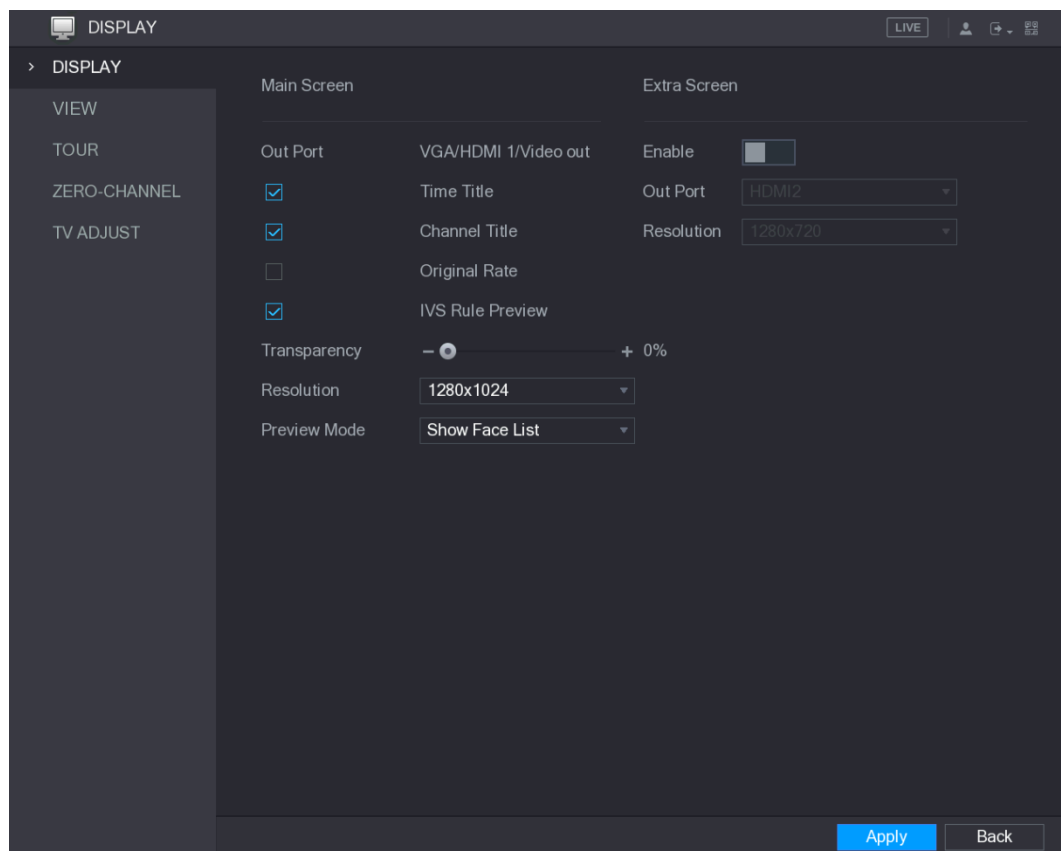 DISPLAY
LIVE
DISPLAY
VIEW
TOUR
ZERO-CHANNEL
TV ADJUST
Main Screen
Extra Screen
Out Port VGA/HDMI 1/Video out
Enable
Time Title
Out Port HDMI2
Channel Title
Resolution 1280x720
Original Rate
IVS Rule Preview
Transparency − + 0%
Resolution 1280x1024
Preview Mode Show Face List
Apply
Back